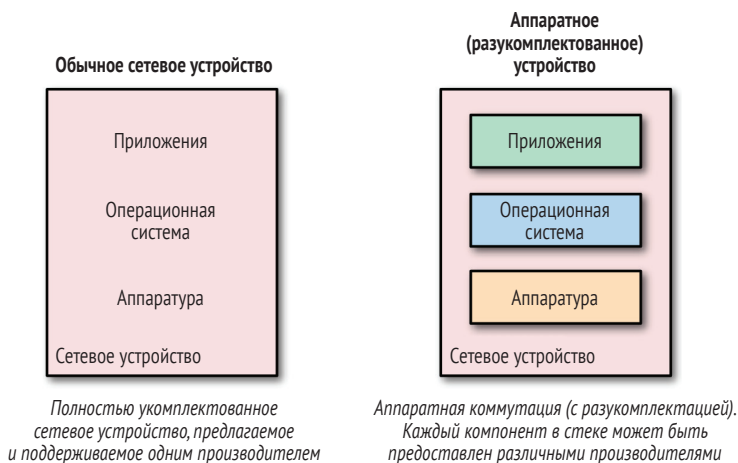 Обычное сетевое устройство
Приложения
Операционная
система
Аппаратура
Сетевое устройство
Полностью укомплектованное
сетевое устройство, предлагаемое
и поддерживаемое одним производителем
Аппаратное
(разукомплектованное)
устройство
Приложения
Операционная
система
Аппаратура
Сетевое устройство
Аппаратная коммутация (с разукомплектацией).
Каждый компонент в стеке может быть
предоставлен различными производителями